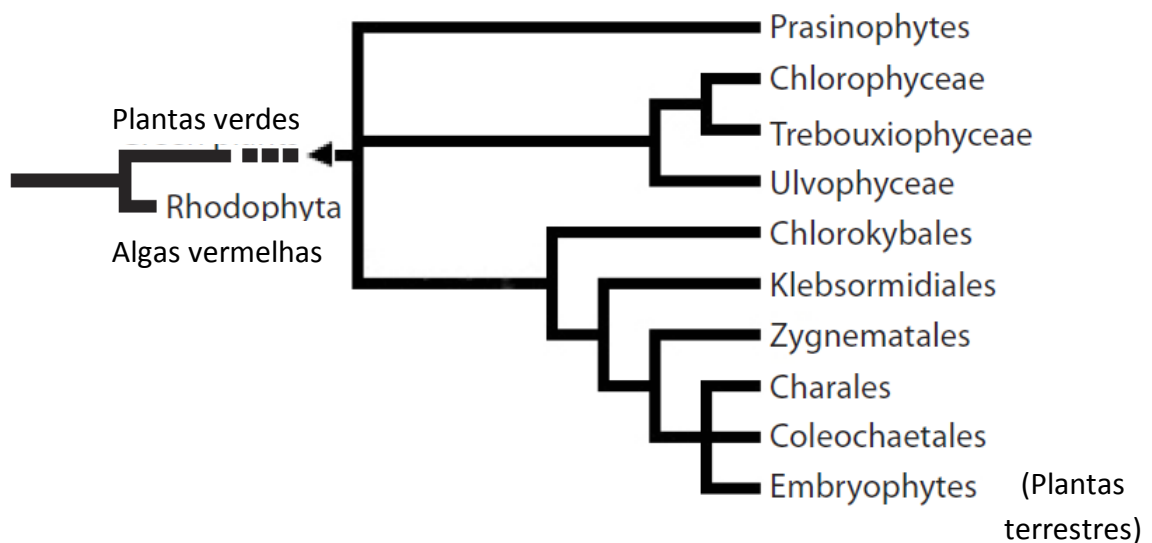 Prasinophytes
Chlorophyceae
Plantas verdes
Trebouxiophyceae
Ulvophyceae
Rhodophyta
Chlorokybales
Algas vermelhas
Klebsormidiales
Zygnematales
Charales
Coleochaetales
Embryophytes (Plantas
terrestres)